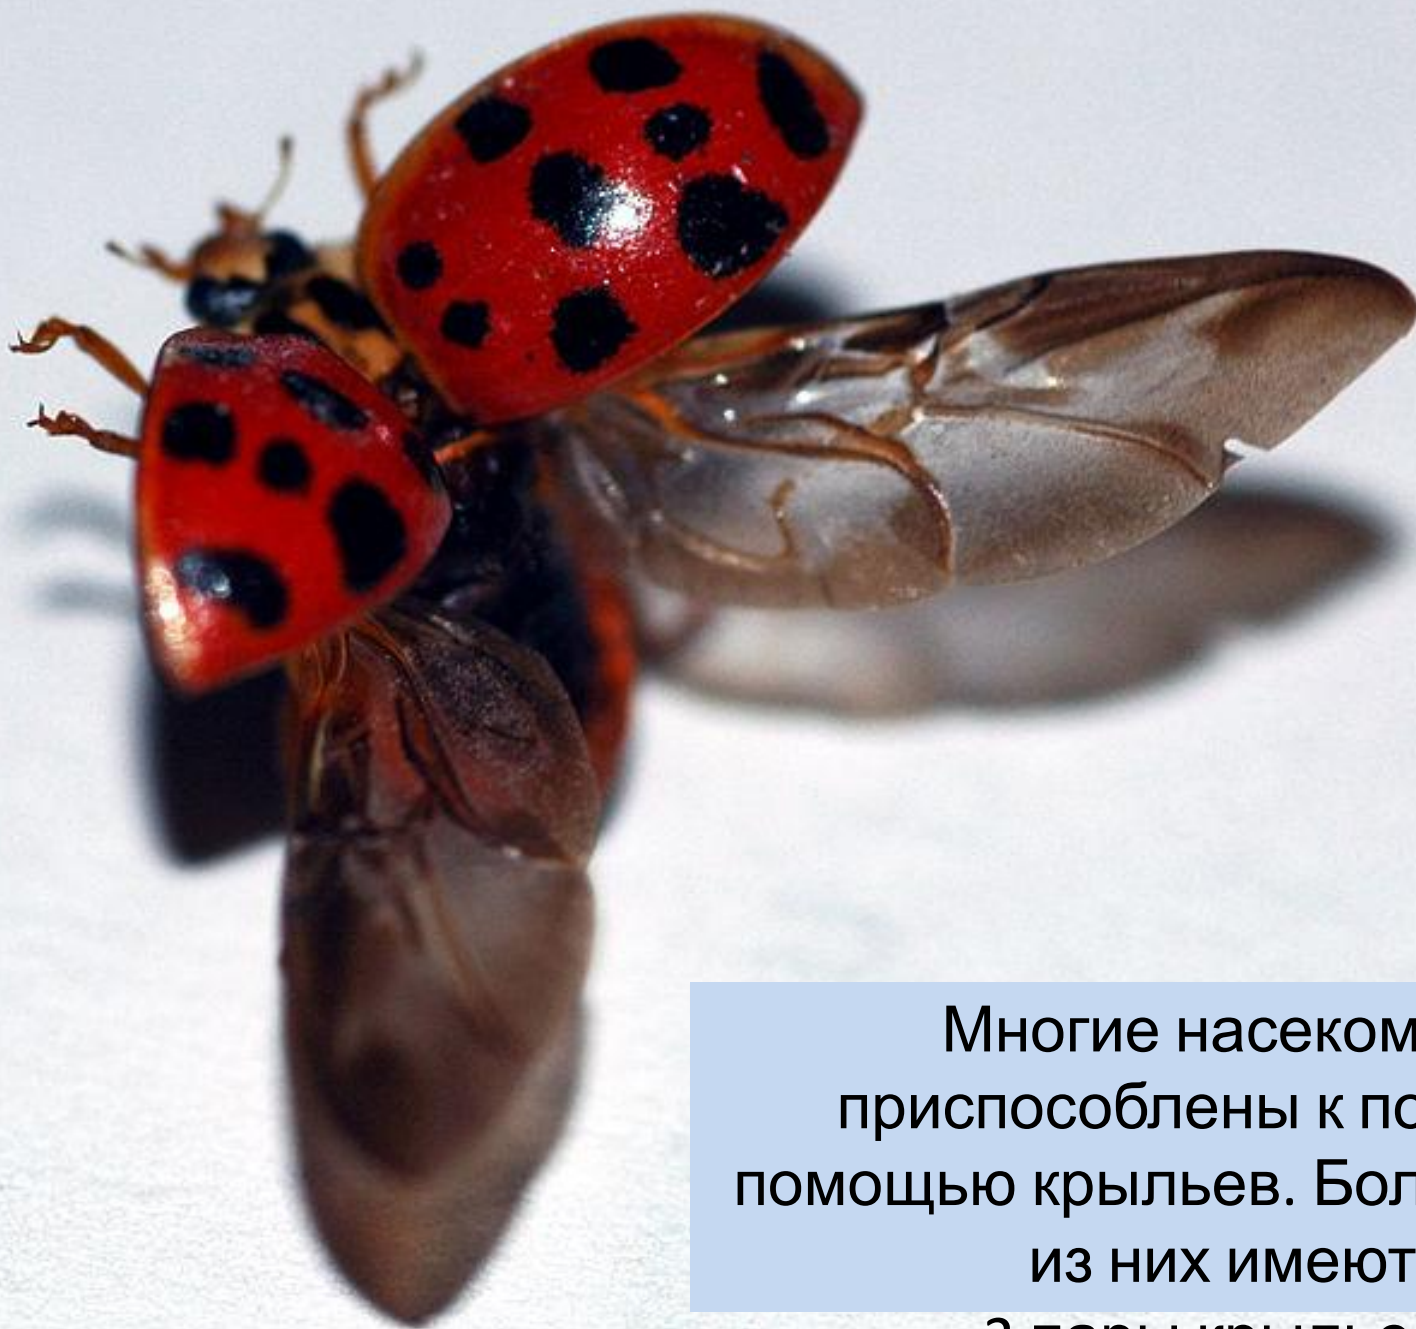 Многие насеком
приспособлены к по
помощью крыльев. Бол
из них имеют